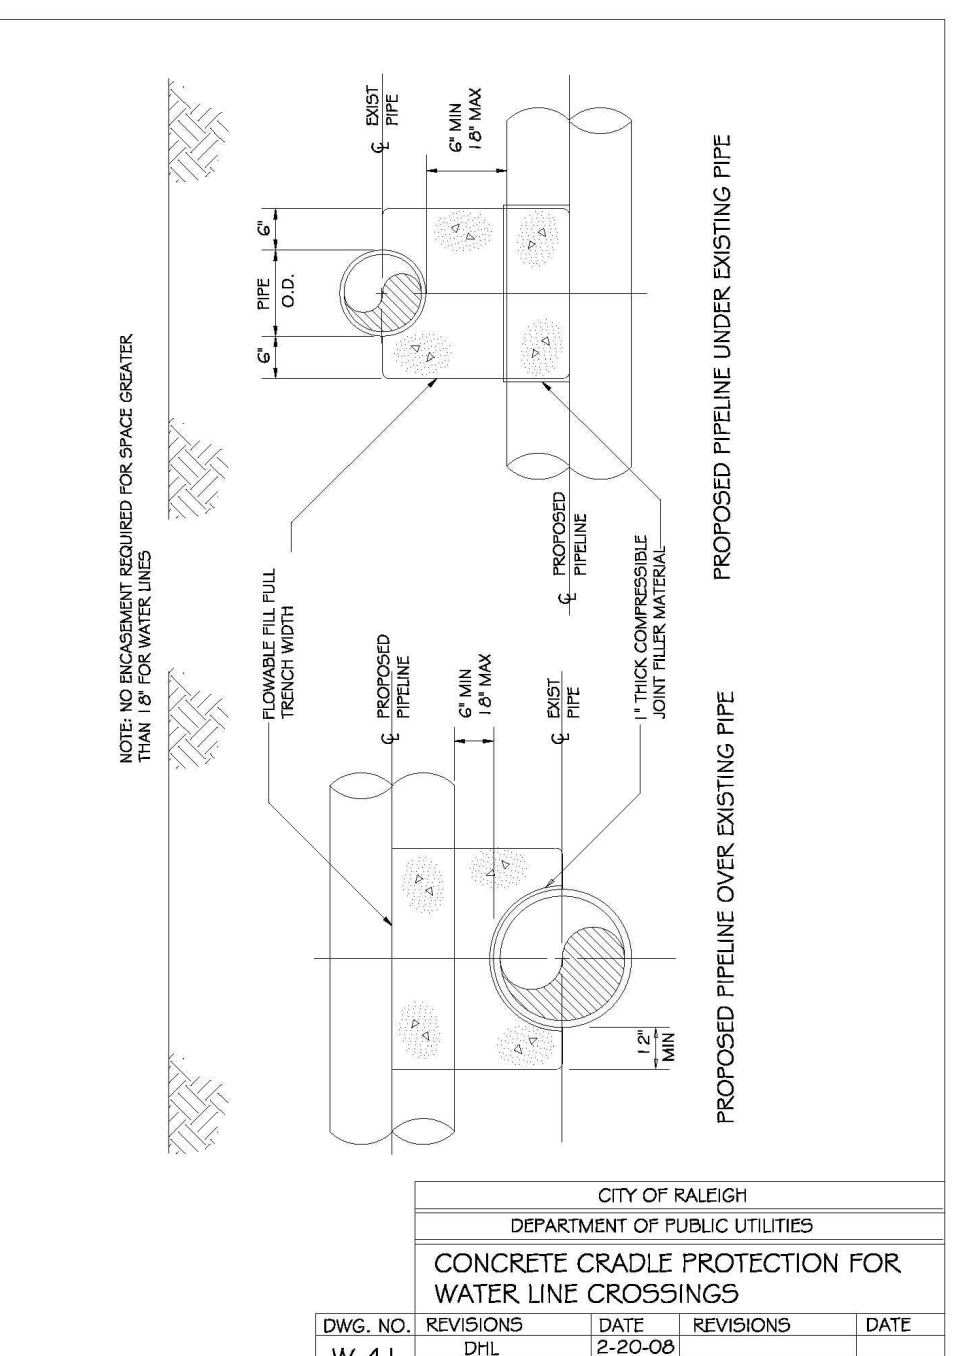 NOTE: NO ENCASEMENT REQUIRED FOR SPACE GREATER
THAN 18" FOR WATER LINES
FLOWABLE FILL FULL
TRENCH WIDTH
℄ PROPOSED
PIPELINE
6" MIN
18" MAX
℄ EXIST
PIPE
1" THICK COMPRESSIBLE
JOINT FILLER MATERIAL
12"
MIN
PROPOSED PIPELINE OVER EXISTING PIPE
6"
PIPE
O.D.
6"
℄ EXIST
PIPE
6" MIN
18" MAX
℄ PROPOSED
PIPELINE
PROPOSED PIPELINE UNDER EXISTING PIPE
CITY OF RALEIGH
DEPARTMENT OF PUBLIC UTILITIES
CONCRETE CRADLE PROTECTION FOR
WATER LINE CROSSINGS
DWG. NO. REVISIONS DATE REVISIONS DATE
DHL 2-20-08